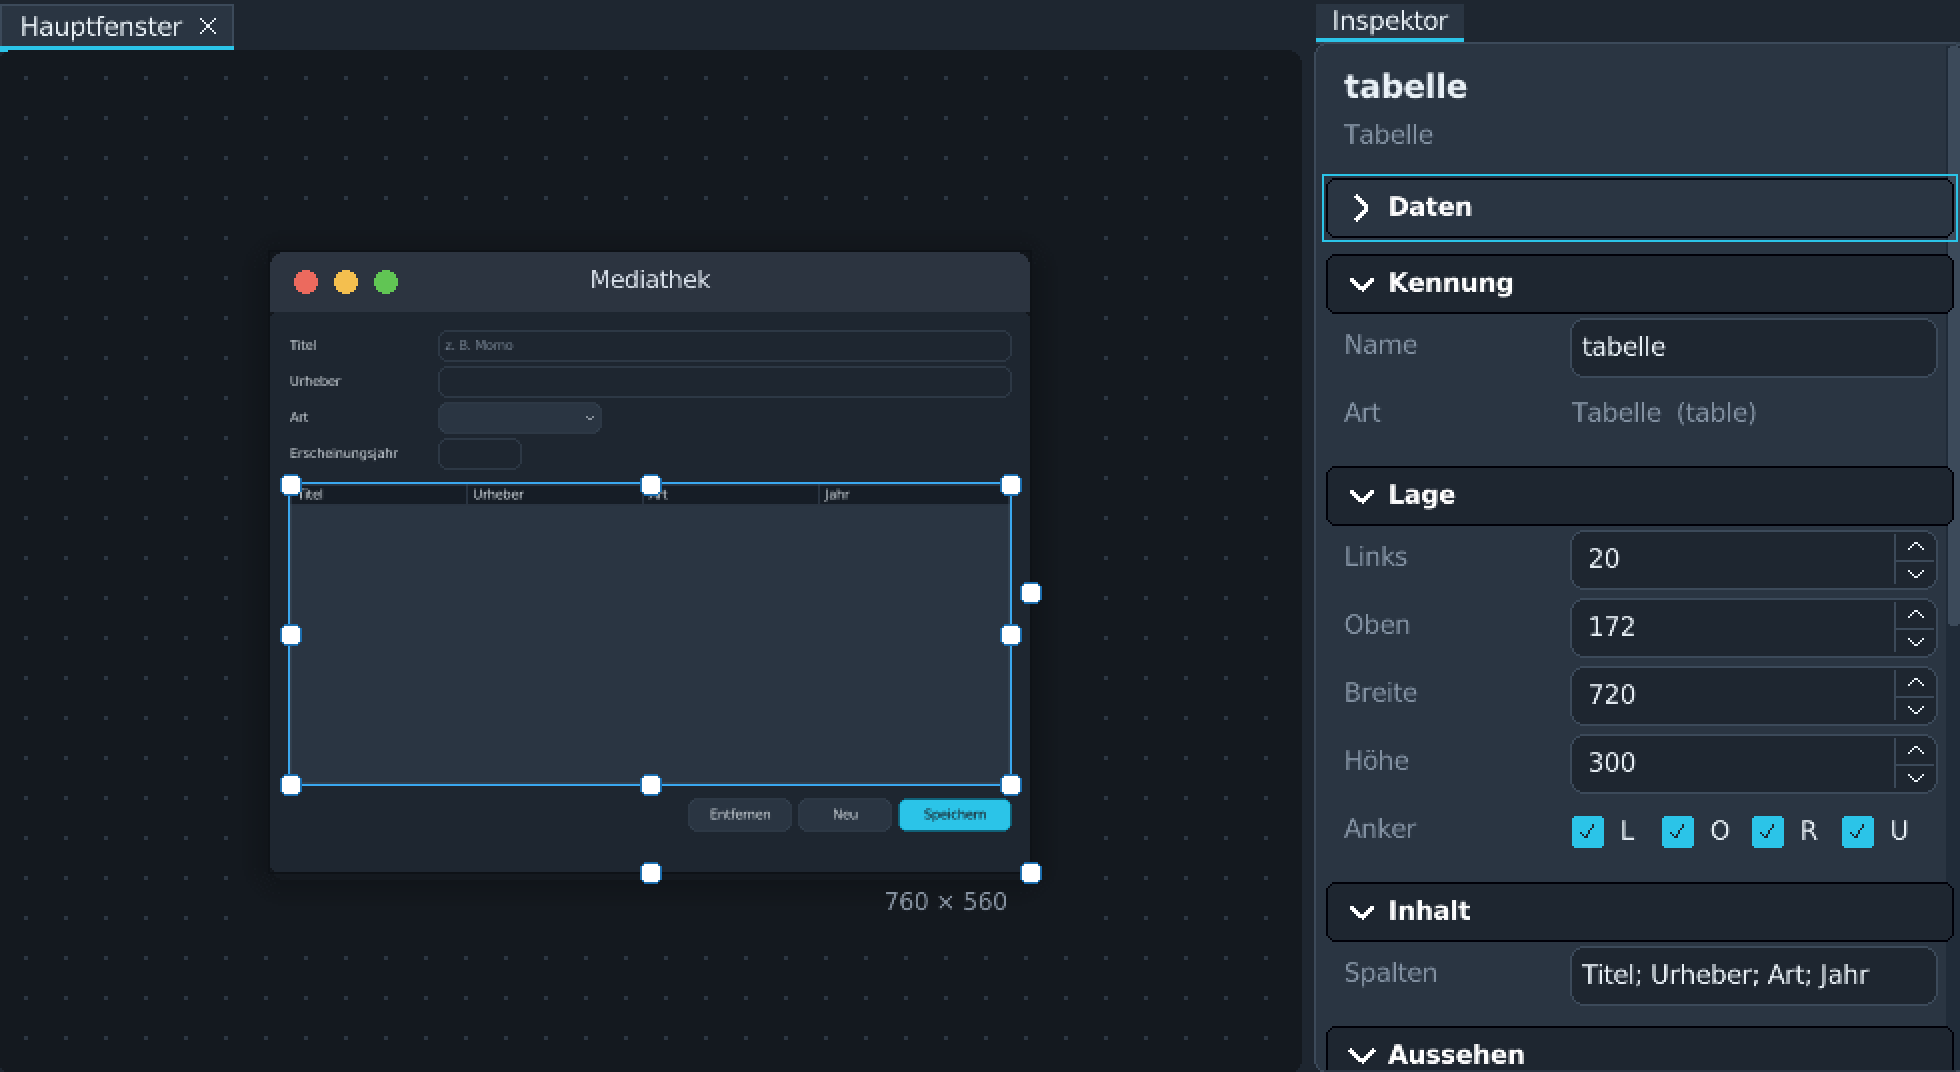 Hauptfenster
Mediathek
Titel z. B. Momo
Urheber
Art
Erscheinungsjahr
Titel Urheber Art Jahr
Entfernen Neu Speichern
760 × 560
Inspektor
tabelle
Tabelle
Daten
Kennung
Name tabelle
Art Tabelle (table)
Lage
Links 20
Oben 172
Breite 720
Höhe 300
Anker L O R U
Inhalt
Spalten Titel; Urheber; Art; Jahr
Aussehen